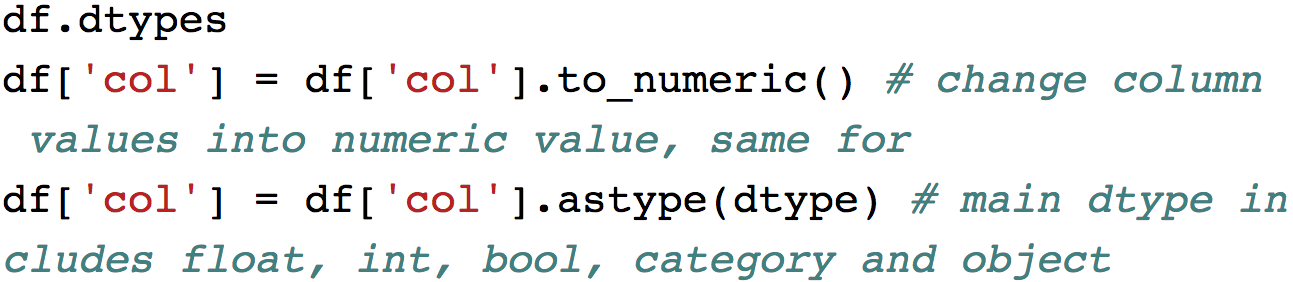 df.dtypes
df['col'] = df['col'].to_numeric() # change column
values into numeric value, same for
df['col'] = df['col'].astype(dtype) # main dtype in
cludes float, int, bool, category and object